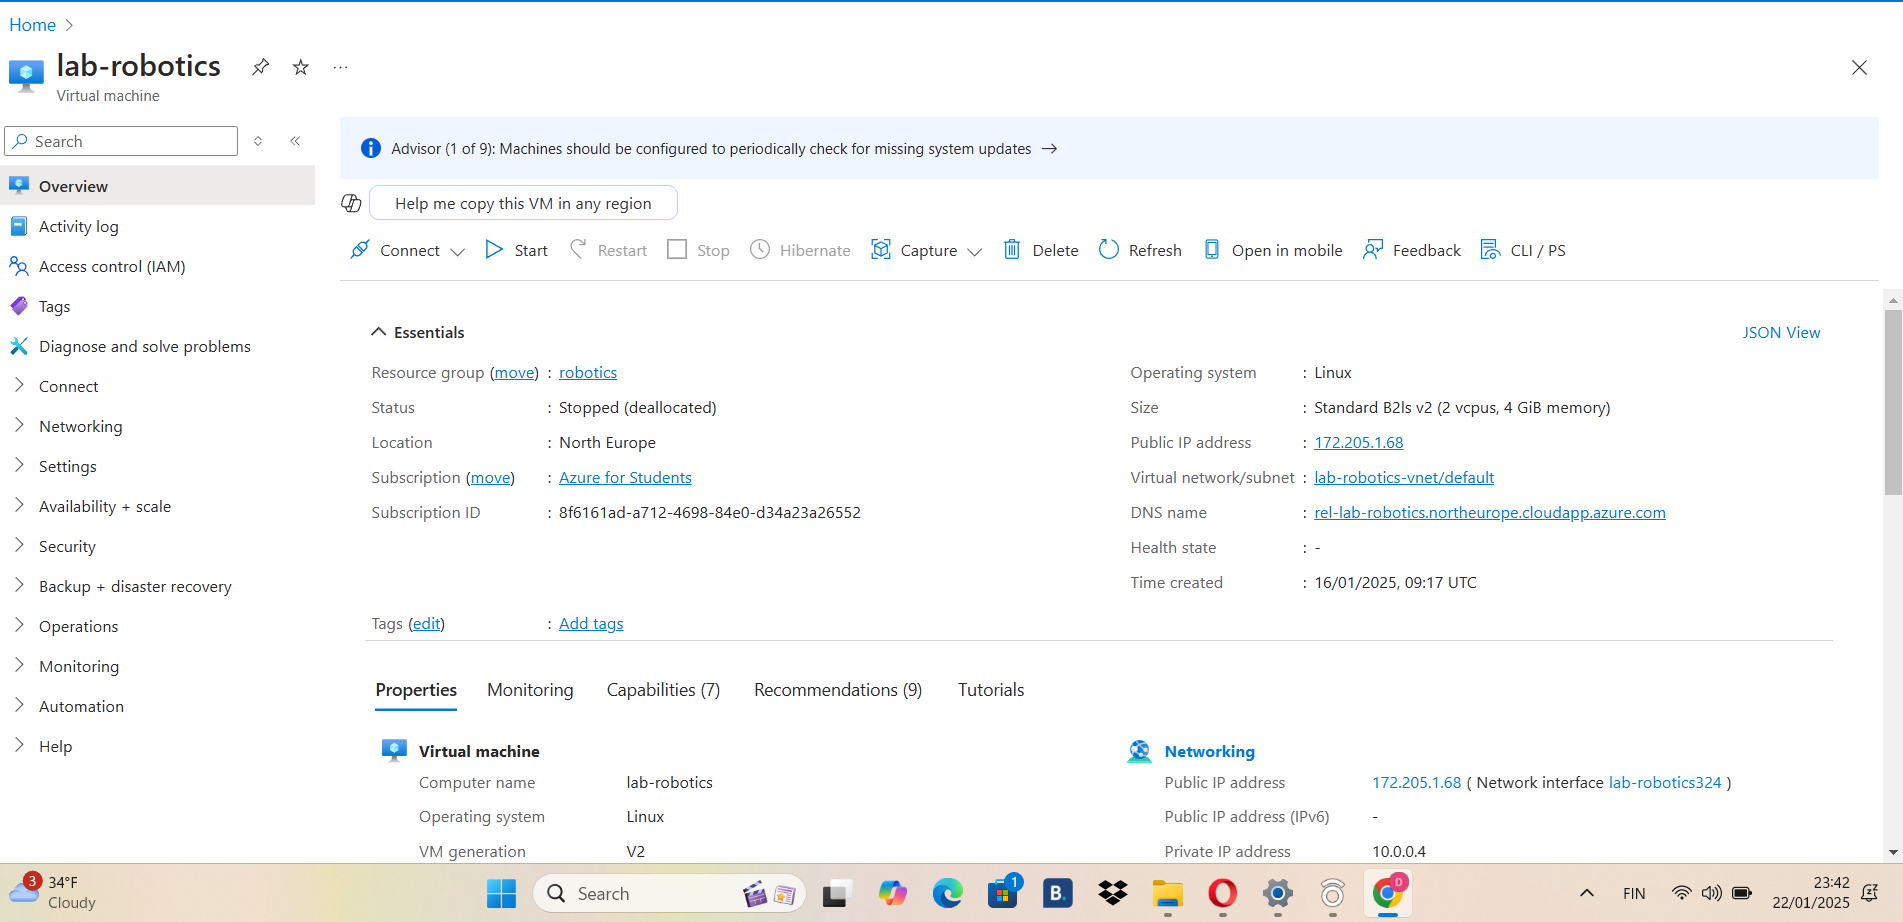 Home
lab-robotics
Virtual machine
Search
Overview
Activity log
Access control (IAM)
Tags
Diagnose and solve problems
Connect
Networking
Settings
Availability + scale
Security
Backup + disaster recovery
Operations
Monitoring
Automation
Help
Advisor (1 of 9): Machines should be configured to periodically check for missing system updates →
Help me copy this VM in any region
Connect Start Restart Stop Hibernate Capture Delete Refresh Open in mobile Feedback CLI / PS
Essentials
JSON View
Resource group (move) : robotics
Status : Stopped (deallocated)
Location : North Europe
Subscription (move) : Azure for Students
Subscription ID : 8f6161ad-a712-4698-84e0-d34a23a26552
Operating system : Linux
Size : Standard B2ls v2 (2 vcpus, 4 GiB memory)
Public IP address : 172.205.1.68
Virtual network/subnet : lab-robotics-vnet/default
DNS name : rel-lab-robotics.northeurope.cloudapp.azure.com
Health state : -
Time created : 16/01/2025, 09:17 UTC
Tags (edit) : Add tags
Properties Monitoring Capabilities (7) Recommendations (9) Tutorials
Virtual machine
Computer name lab-robotics
Operating system Linux
VM generation V2
Networking
Public IP address 172.205.1.68 ( Network interface lab-robotics324 )
Public IP address (IPv6) -
Private IP address 10.0.0.4
3
34°F
Cloudy
Search
1
B.
D
FIN
23:42
22/01/2025